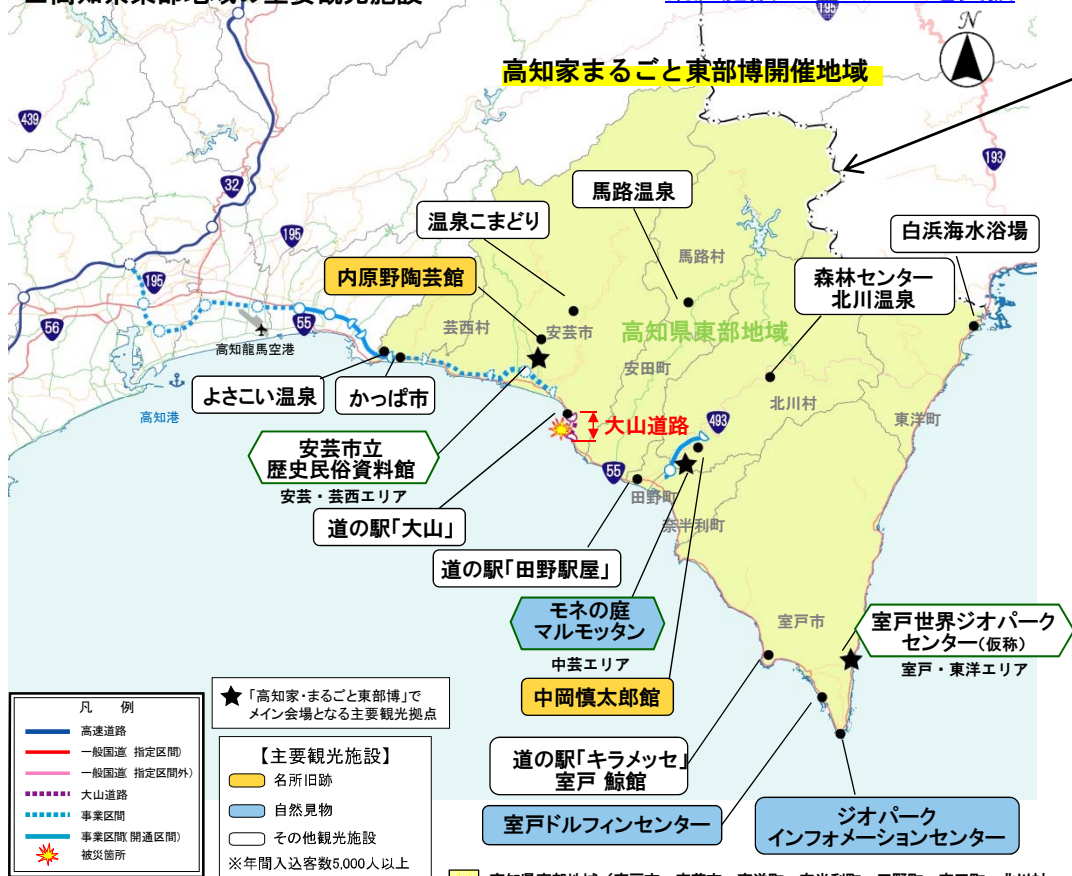 高知家まるごと東部博開催地域
N
195
439
32
193
195
195
56
55
馬路温泉
温泉こまどり
白浜海水浴場
内原野陶芸館
馬路村
森林センター
北川温泉
芸西村
安芸市
高知県東部地域
高知龍馬空港
安田町
よさこい温泉
かっぱ市
北川村
高知港
東洋町
大山道路
493
安芸市立
歴史民俗資料館
安芸・芸西エリア
55
田野町
道の駅「大山」
奈半利町
道の駅「田野駅屋」
モネの庭
マルモッタン
中芸エリア
室戸市
室戸世界ジオパーク
センター(仮称)
室戸・東洋エリア
中岡慎太郎館
道の駅「キラメッセ」
室戸 鯨館
室戸ドルフィンセンター
ジオパーク
インフォメーションセンター
凡 例
高速道路
一般国道( 指定区間)
一般国道( 指定区間外)
大山道路
事業区間
事業区間( 開通区間)
被災箇所
★ 「高知家・まるごと東部博」で
メイン会場となる主要観光拠点
【主要観光施設】
名所旧跡
自然見物
その他観光施設
※年間入込客数5,000人以上